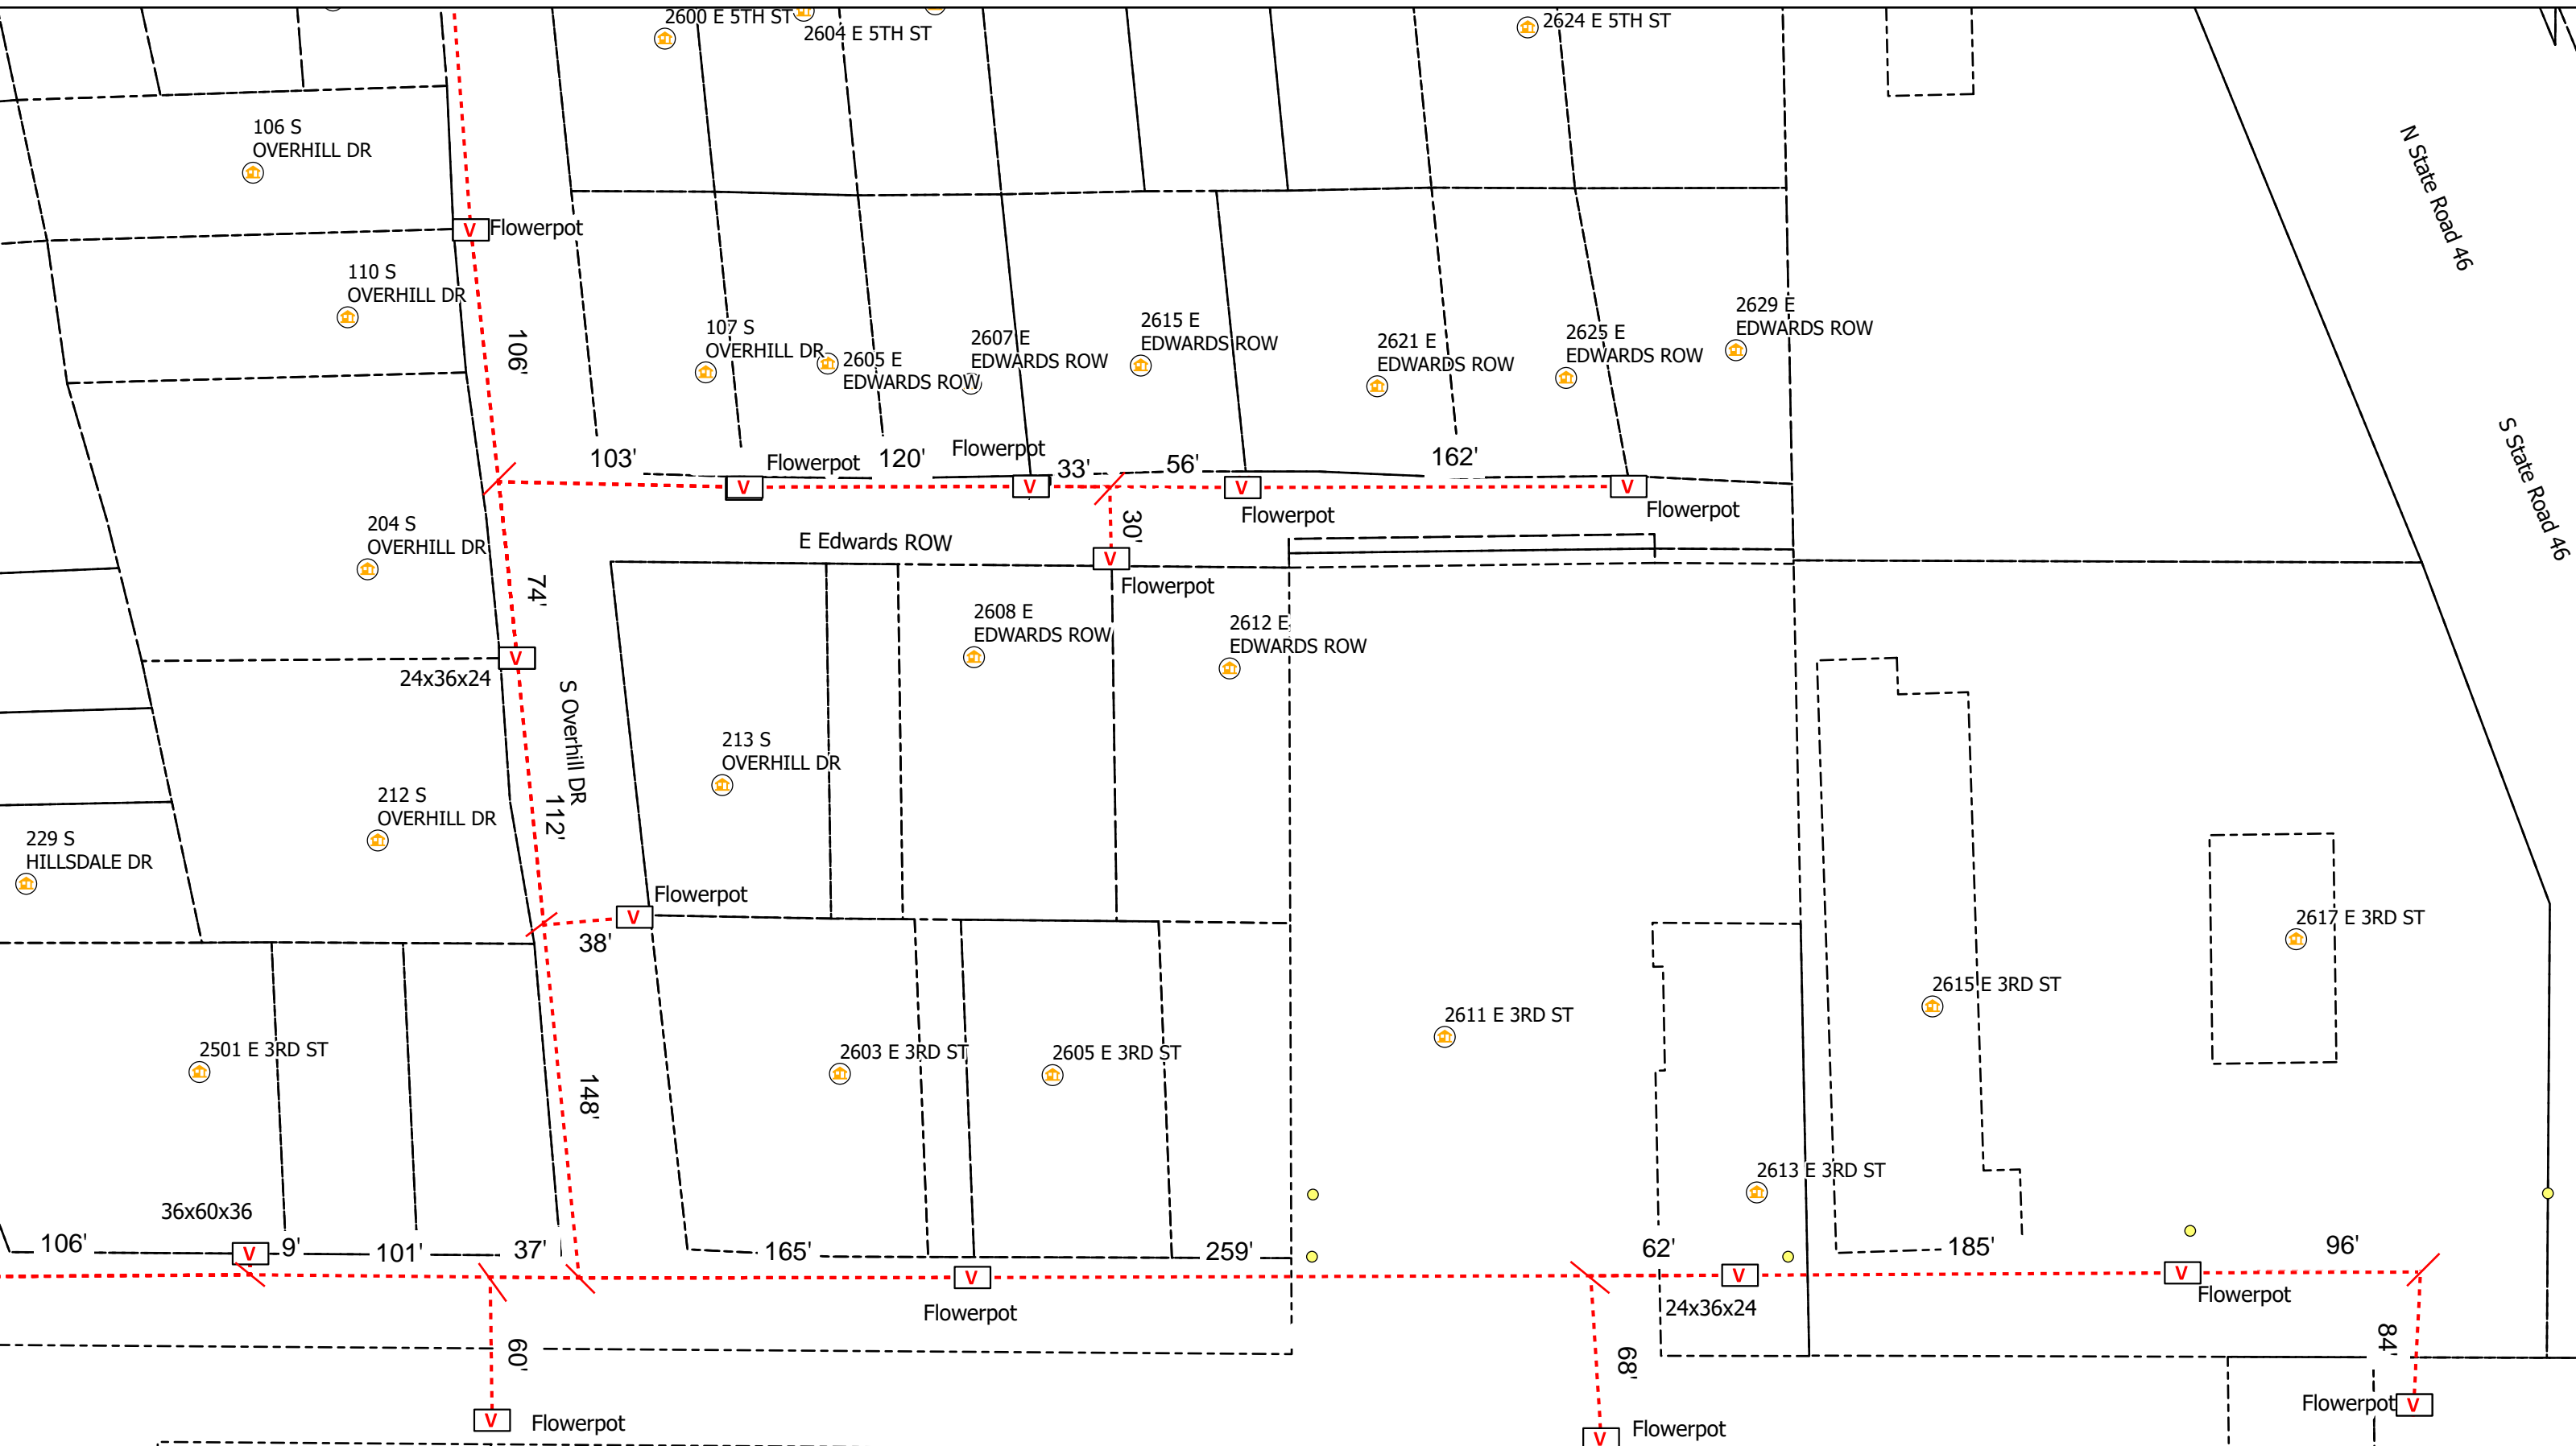 2600 E 5TH ST
2604 E 5TH ST
2624 E 5TH ST
106 S
OVERHILL DR
N State Road 46
V
Flowerpot
110 S
OVERHILL DR
106'
107 S
OVERHILL DR
2605 E
EDWARDS ROW
2607 E
EDWARDS ROW
2615 E
EDWARDS ROW
2621 E
EDWARDS ROW
2625 E
EDWARDS ROW
2629 E
EDWARDS ROW
S State Road 46
103'
Flowerpot
120'
Flowerpot
33'
56'
162'
V
V
V
V
Flowerpot
Flowerpot
204 S
OVERHILL DR
E Edwards ROW
30'
V
Flowerpot
74'
V
24x36x24
2608 E
EDWARDS ROW
2612 E
EDWARDS ROW
S Overhill DR
213 S
OVERHILL DR
212 S
OVERHILL DR
112'
229 S
HILLSDALE DR
Flowerpot
V
38'
2617 E 3RD ST
2615 E 3RD ST
2611 E 3RD ST
2501 E 3RD ST
2603 E 3RD ST
2605 E 3RD ST
148'
2613 E 3RD ST
36x60x36
106'
V
9'
101'
37'
165'
259'
62'
185'
96'
V
V
V
Flowerpot
24x36x24
Flowerpot
60'
68'
84'
V
Flowerpot
V
Flowerpot
Flowerpot
V